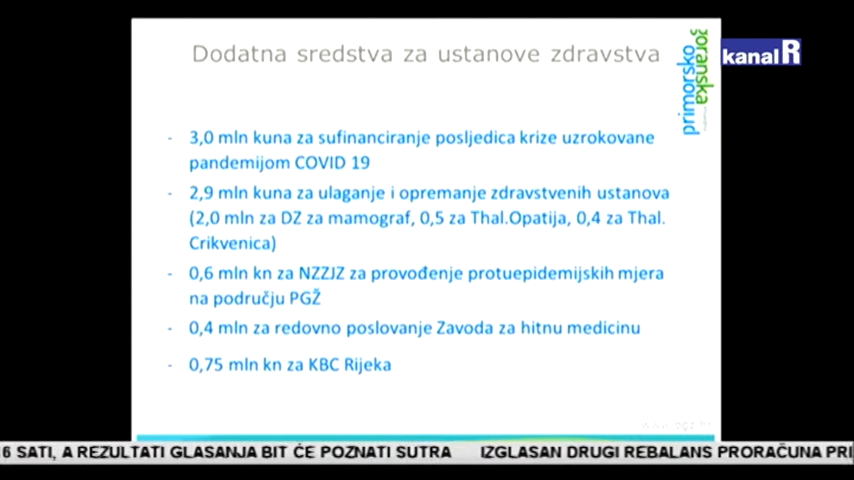 Dodatna sredstva za ustanove zdravstva
primorsko
goranska
kanal R
- 3,0 mln kuna za sufinanciranje posljedica krize uzrokovane
pandemijom COVID 19
- 2,9 mln kuna za ulaganje i opremanje zdravstvenih ustanova
(2,0 mln za DZ za mamograf, 0,5 za Thal.Opatija, 0,4 za Thal.
Crikvenica)
- 0,6 mln kn za NZZJZ za provođenje protuepidemijskih mjera
na području PGŽ
- 0,4 mln za redovno poslovanje Zavoda za hitnu medicinu
- 0,75 mln kn za KBC Rijeka
www.pgz.hr
6 SATI, A REZULTATI GLASANJA BIT ĆE POZNATI SUTRA IZGLASAN DRUGI REBALANS PRORAČUNA PRI